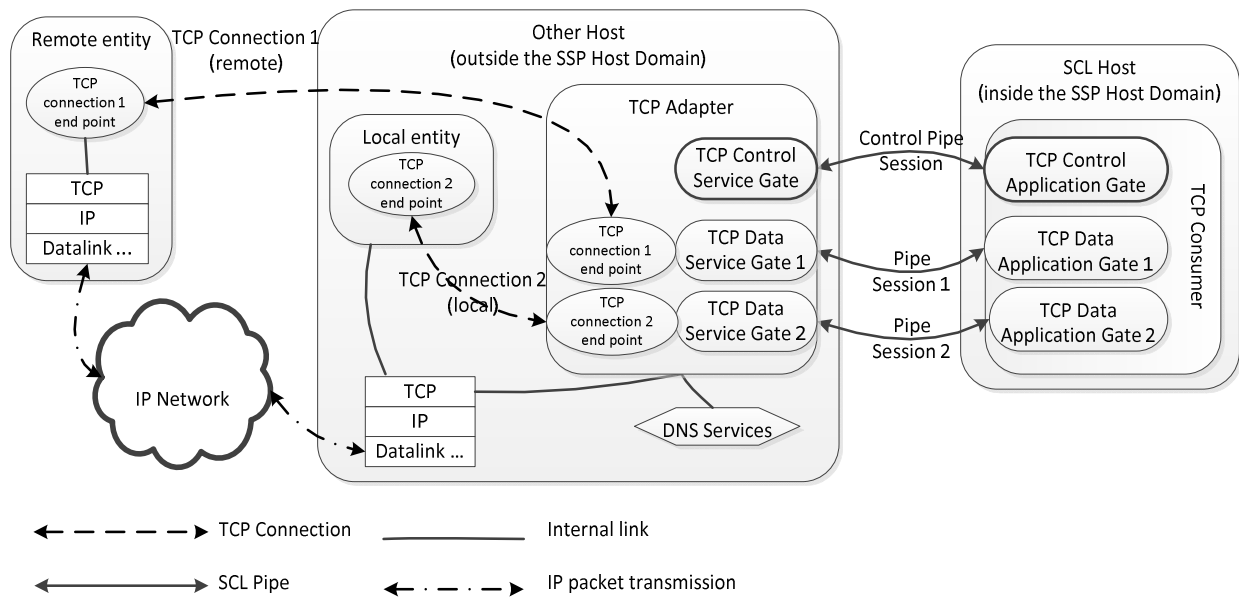 Remote entity
TCP
connection 1
end point
TCP
IP
Datalink ...
TCP Connection 1
(remote)
IP Network
Other Host
(outside the SSP Host Domain)
Local entity
TCP
connection 2
end point
TCP Connection 2
(local)
TCP Adapter
TCP Control
Service Gate
TCP
connection 1
end point
TCP Data
Service Gate 1
TCP
connection 2
end point
TCP Data
Service Gate 2
TCP
IP
Datalink ...
DNS Services
Control Pipe
Session
Pipe
Session 1
Pipe
Session 2
SCL Host
(inside the SSP Host Domain)
TCP Control
Application Gate
TCP Data
Application Gate 1
TCP Data
Application Gate 2
TCP Consumer
TCP Connection
Internal link
SCL Pipe
IP packet transmission